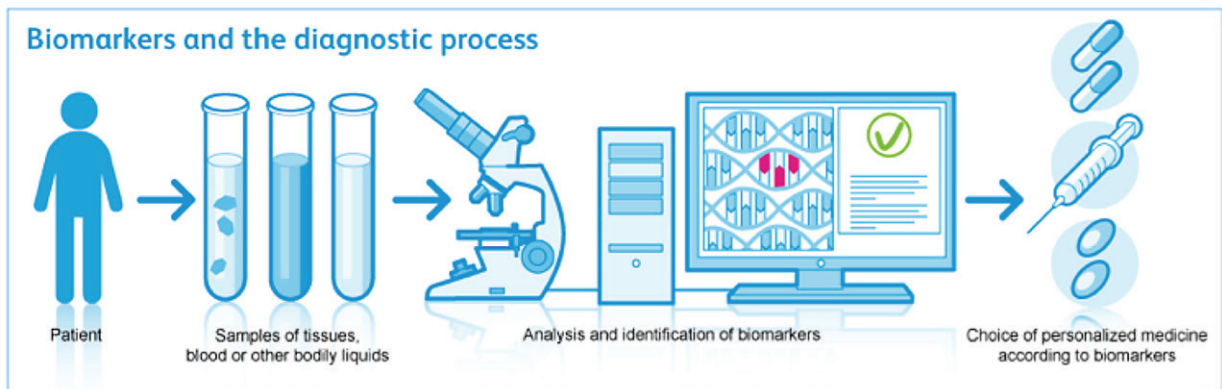 Biomarkers and the diagnostic process
Patient
Samples of tissues,
blood or other bodily liquids
Analysis and identification of biomarkers
Choice of personalized medicine
according to biomarkers